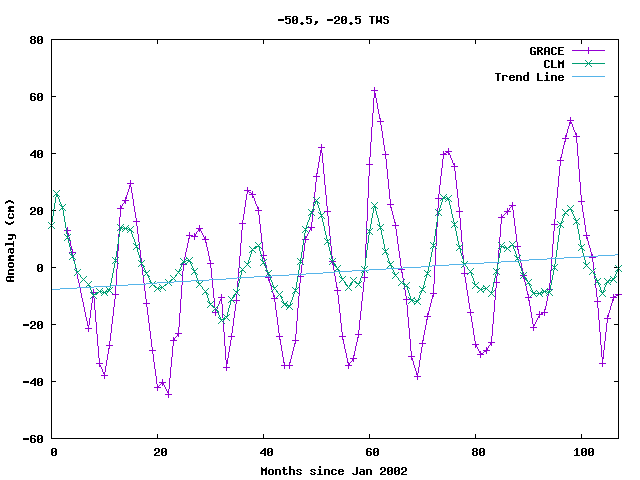 -50.5, -20.5 TWS
80
60
40
20
0
-20
-40
-60
Anomaly (cm)
GRACE
CLM
Trend Line
0 20 40 60 80 100
Months since Jan 2002